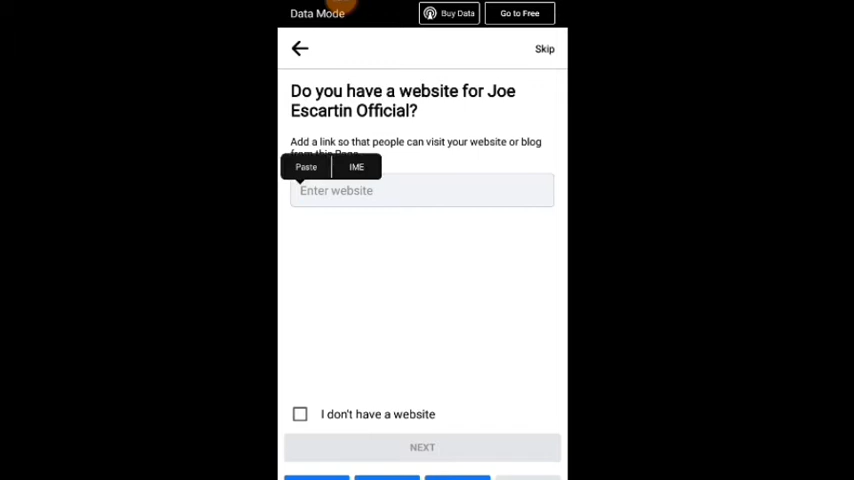 Data Mode
Buy Data
Go to Free
Skip
Do you have a website for Joe
Escartin Official?
Add a link so that people can visit your website or blog
from this Page.
Paste
IME
Enter website
I don't have a website
NEXT